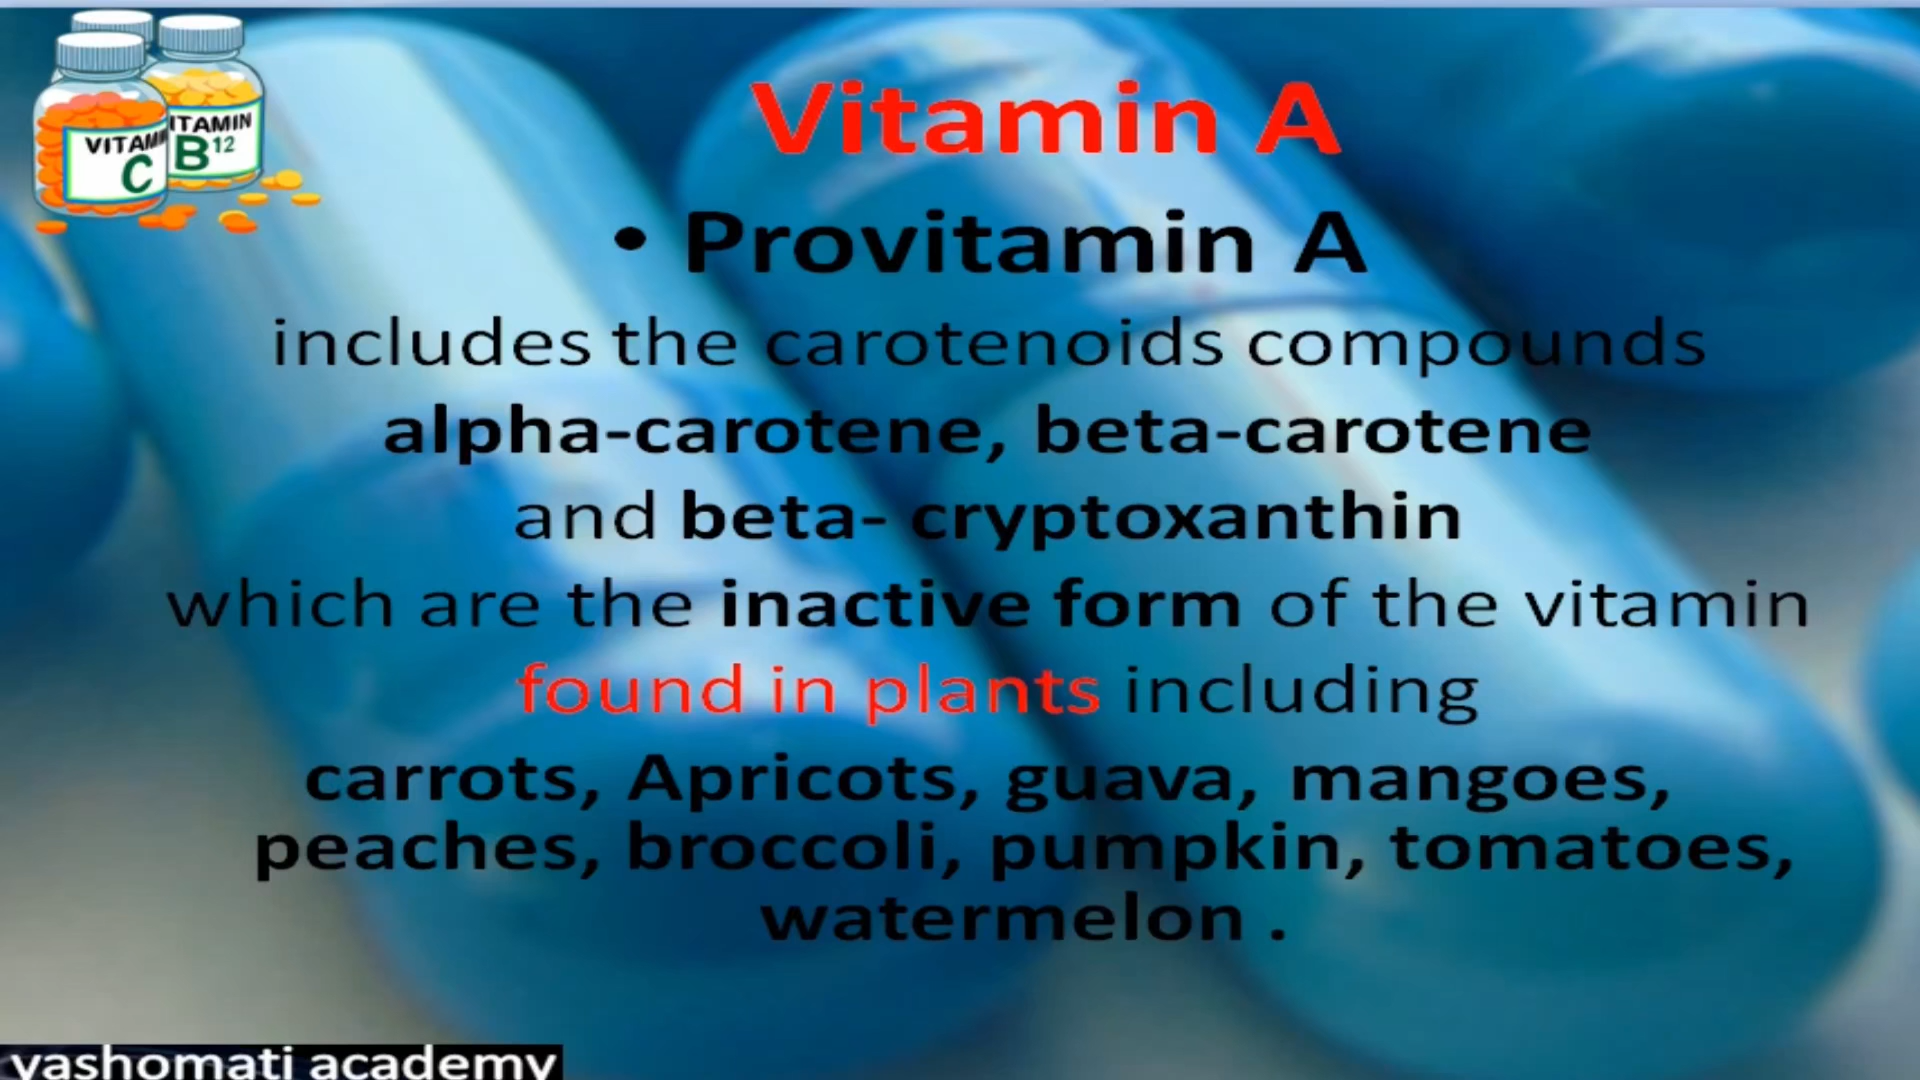 VITAMIN
C
B12
Vitamin A
• Provitamin A
includes the carotenoids compounds
alpha-carotene, beta-carotene
and beta- cryptoxanthin
which are the inactive form of the vitamin
found in plants including
carrots, Apricots, guava, mangoes,
peaches, broccoli, pumpkin, tomatoes,
watermelon .
yashomati academy